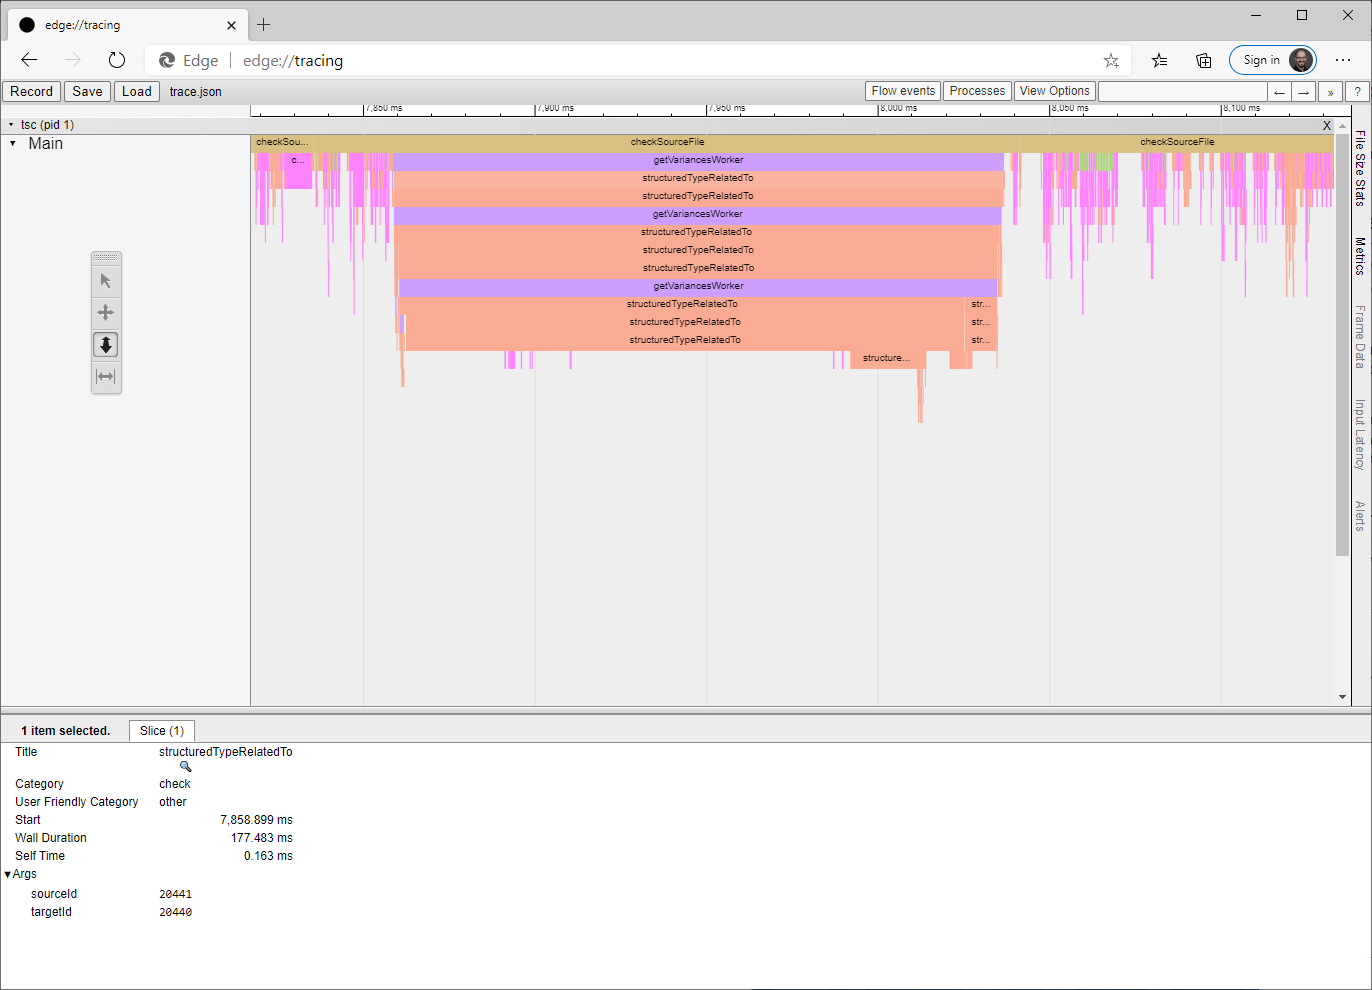 edge://tracing
Edge edge://tracing
Sign in
Record Save Load trace.json
Flow events Processes View Options ← → » ?
7,850 ms 7,900 ms 7,950 ms 8,000 ms 8,050 ms 8,100 ms
tsc (pid 1) X
Main
checkSou... checkSourceFile checkSourceFile
c... getVariancesWorker
structuredTypeRelatedTo
structuredTypeRelatedTo
getVariancesWorker
structuredTypeRelatedTo
structuredTypeRelatedTo
structuredTypeRelatedTo
getVariancesWorker
structuredTypeRelatedTo str...
structuredTypeRelatedTo str...
structuredTypeRelatedTo str...
structure...
File Size Stats
Metrics
Frame Data
Input Latency
Alerts
1 item selected. Slice (1)
Title structuredTypeRelatedTo
Category check
User Friendly Category other
Start 7,858.899 ms
Wall Duration 177.483 ms
Self Time 0.163 ms
Args
sourceId 20441
targetId 20440